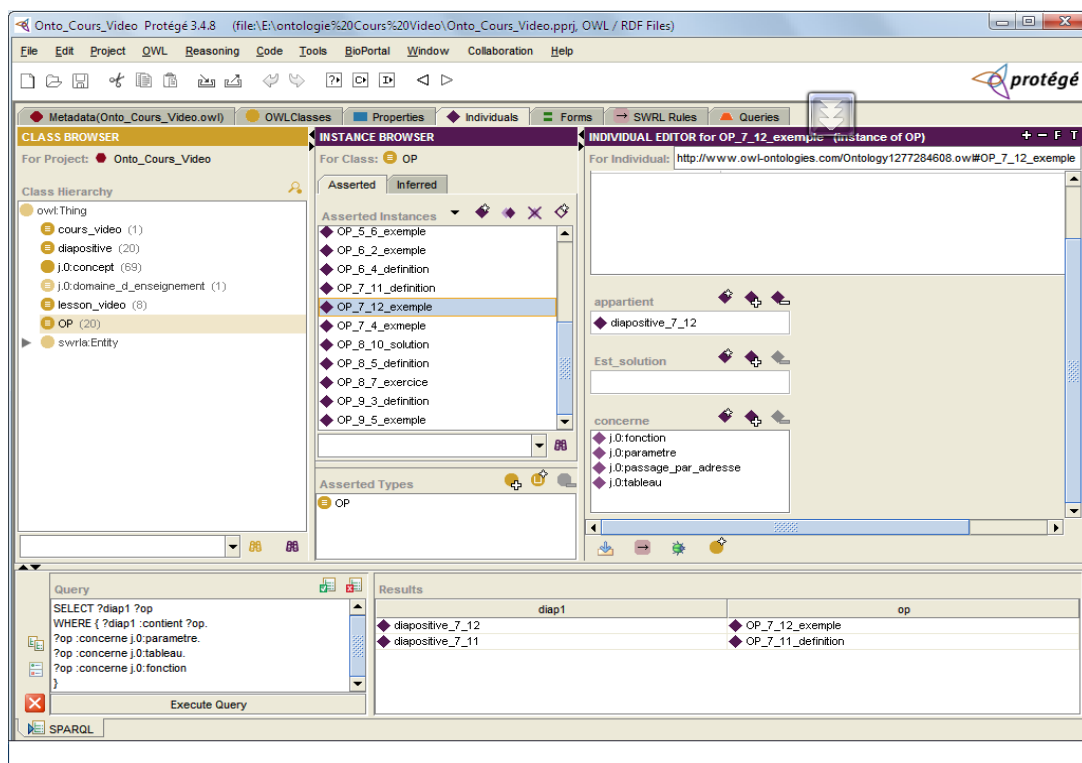 Onto_Cours_Video Protégé 3.4.8 (file:\E:\ontologie%20Cours%20Video\Onto_Cours_Video.pprj, OWL / RDF Files)
File Edit Project OWL Reasoning Code Tools BioPortal Window Collaboration Help
protégé
Metadata(Onto_Cours_Video.owl) OWLClasses Properties Individuals Forms SWRL Rules Queries
CLASS BROWSER
For Project: Onto_Cours_Video
Class Hierarchy
owl:Thing
cours_video (1)
diapositive (20)
j.0:concept (69)
j.0:domaine_d_enseignement (1)
lesson_video (8)
OP (20)
swrla:Entity
INSTANCE BROWSER
For Class: OP
Asserted Inferred
Asserted Instances
OP_5_6_exemple
OP_6_2_exemple
OP_6_4_definition
OP_7_11_definition
OP_7_12_exemple
OP_7_4_exmeple
OP_8_10_solution
OP_8_5_definition
OP_8_7_exercice
OP_9_3_definition
OP_9_5_exemple
Asserted Types
OP
INDIVIDUAL EDITOR for OP_7_12_exemple (instance of OP) + − F T
For Individual: http://www.owl-ontologies.com/Ontology1277284608.owl#OP_7_12_exemple
appartient
diapositive_7_12
Est_solution
concerne
j.0:fonction
j.0:parametre
j.0:passage_par_adresse
j.0:tableau
Query
SELECT ?diap1 ?op
WHERE { ?diap1 :contient ?op.
?op :concerne j.0:parametre.
?op :concerne j.0:tableau.
?op :concerne j.0:fonction
}
Execute Query
Results
diap1 op
diapositive_7_12 OP_7_12_exemple
diapositive_7_11 OP_7_11_definition
SPARQL